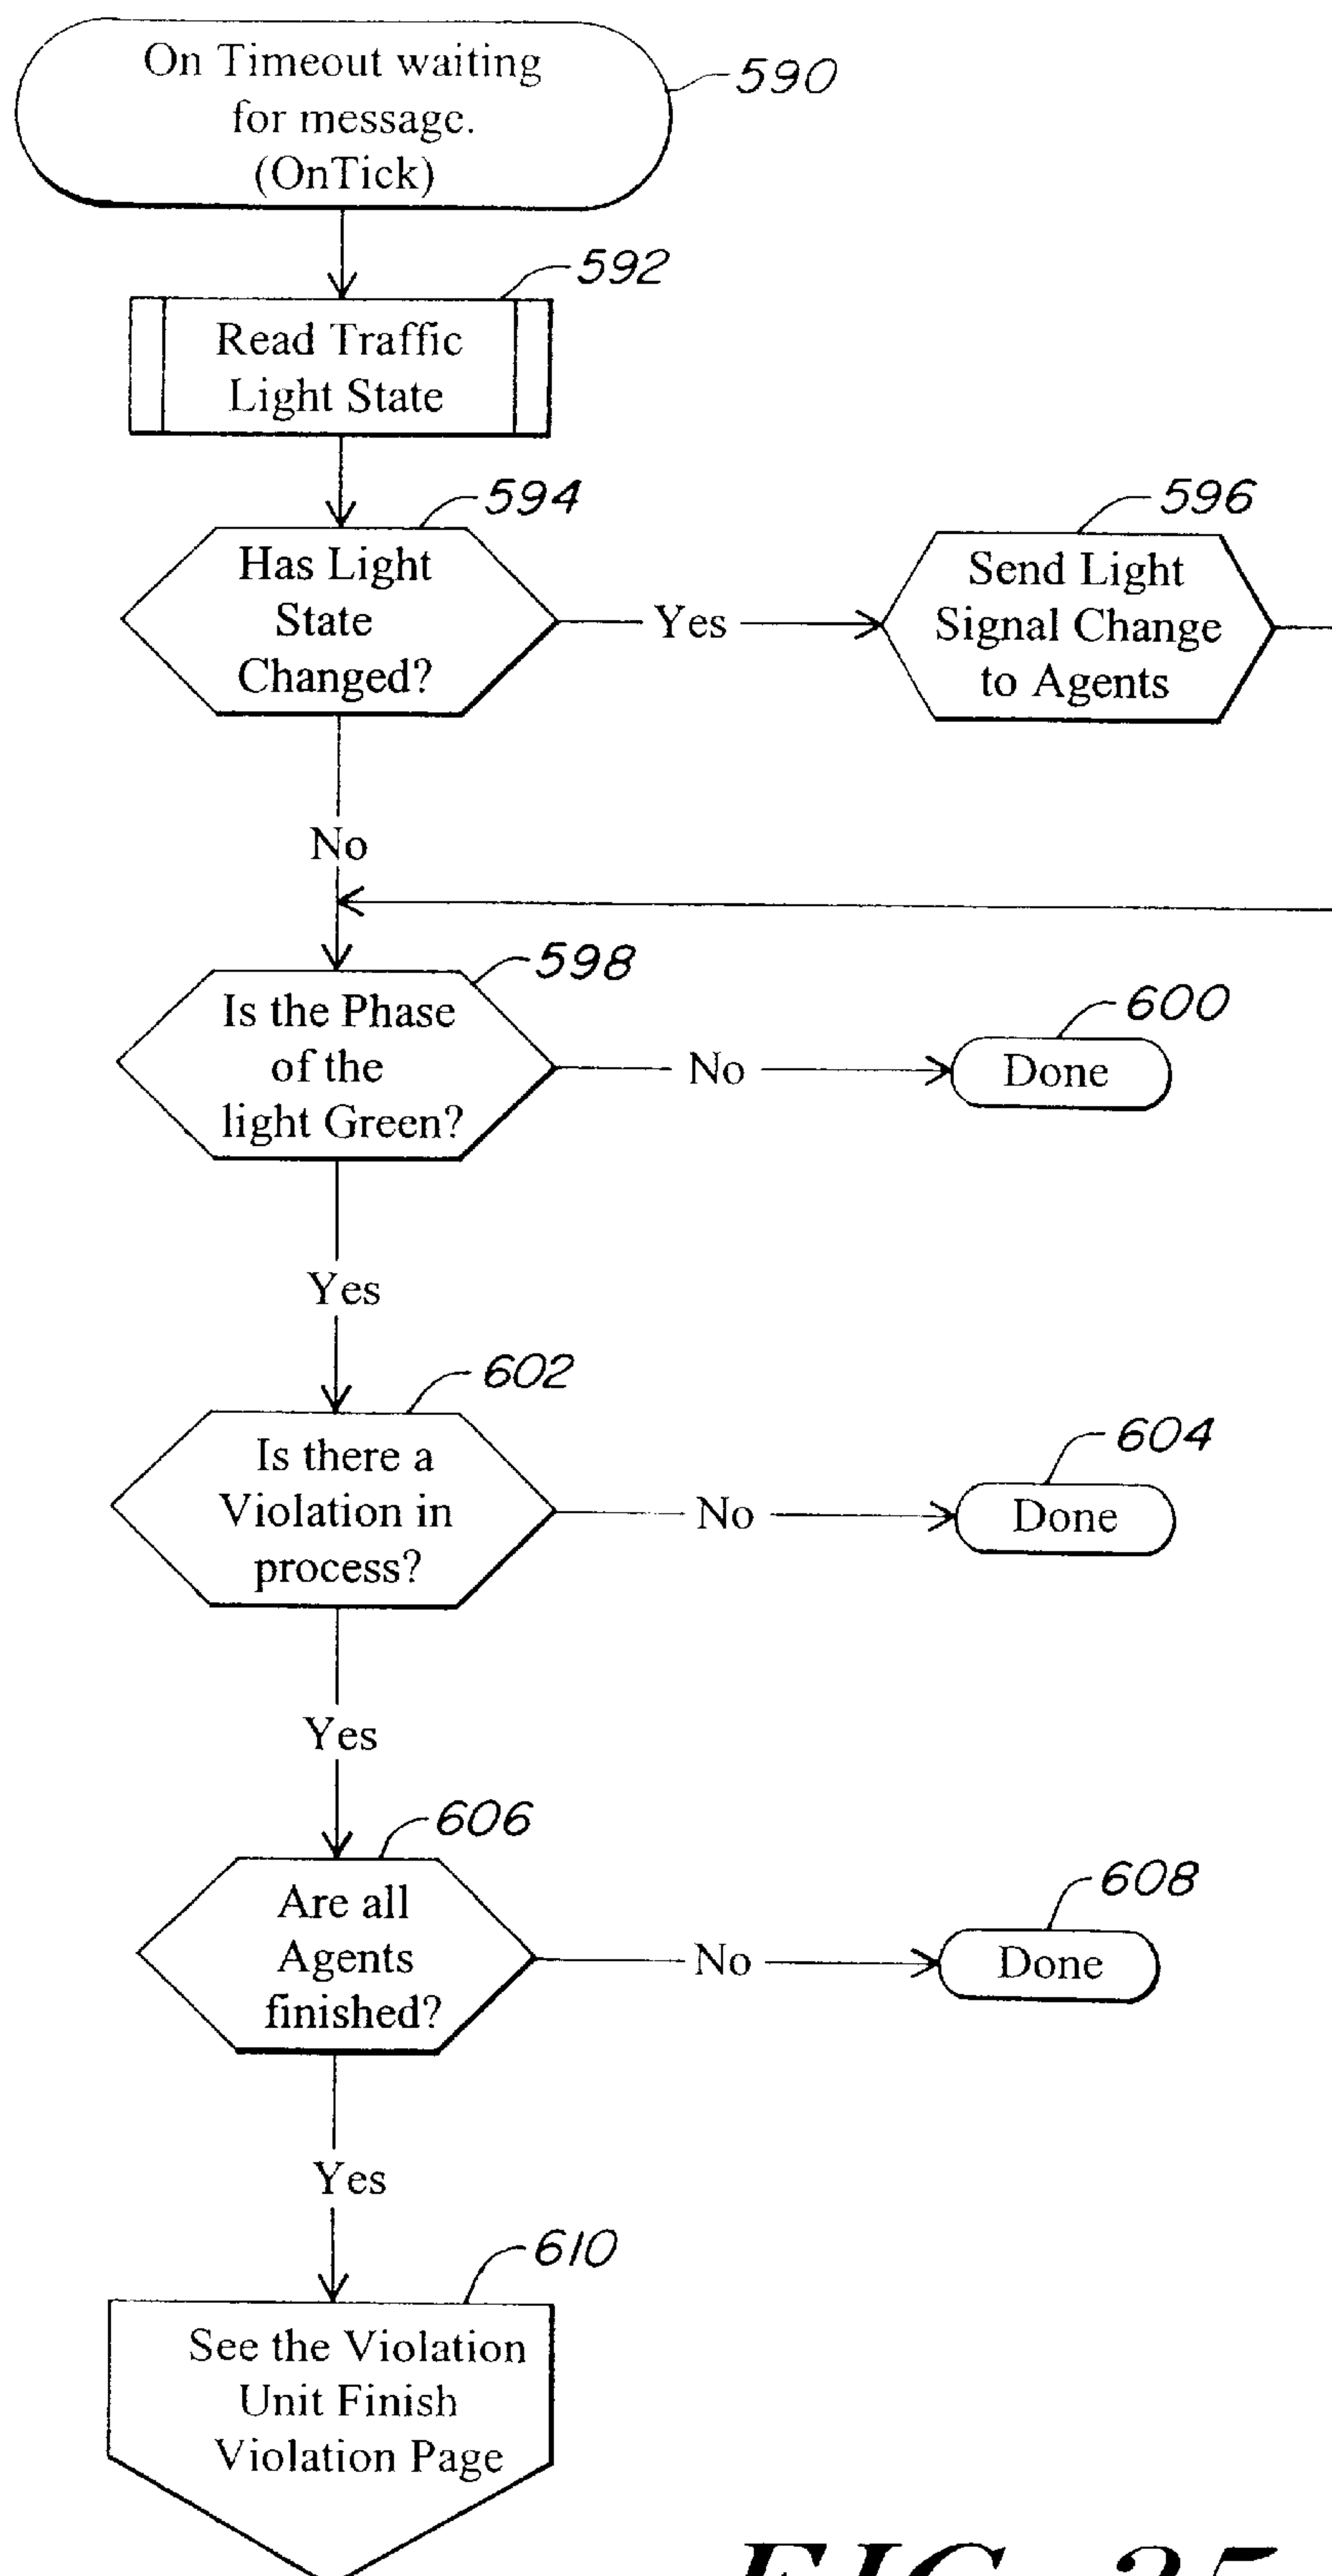 On Timeout waiting
for message.
(OnTick)
590
592
Read Traffic
Light State
594
Has Light
State
Changed?
Yes
596
Send Light
Signal Change
to Agents
No
598
Is the Phase
of the
light Green?
No
600
Done
Yes
602
Is there a
Violation in
process?
No
604
Done
Yes
606
Are all
Agents
finished?
No
608
Done
Yes
610
See the Violation
Unit Finish
Violation Page
FIG. 25